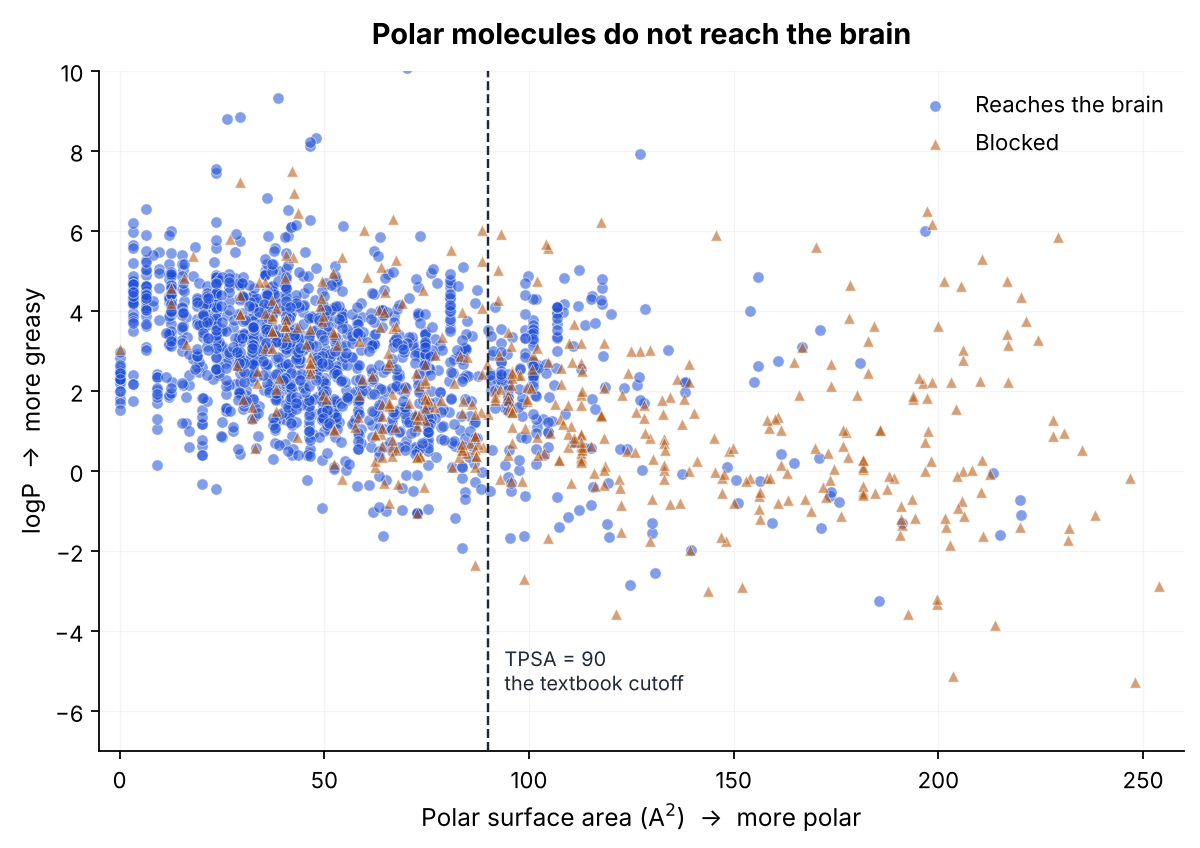 Polar molecules do not reach the brain
Reaches the brain
Blocked
10
8
6
4
2
0
−2
−4
−6
logP → more greasy
TPSA = 90
the textbook cutoff
0 50 100 150 200 250
Polar surface area (A²) → more polar